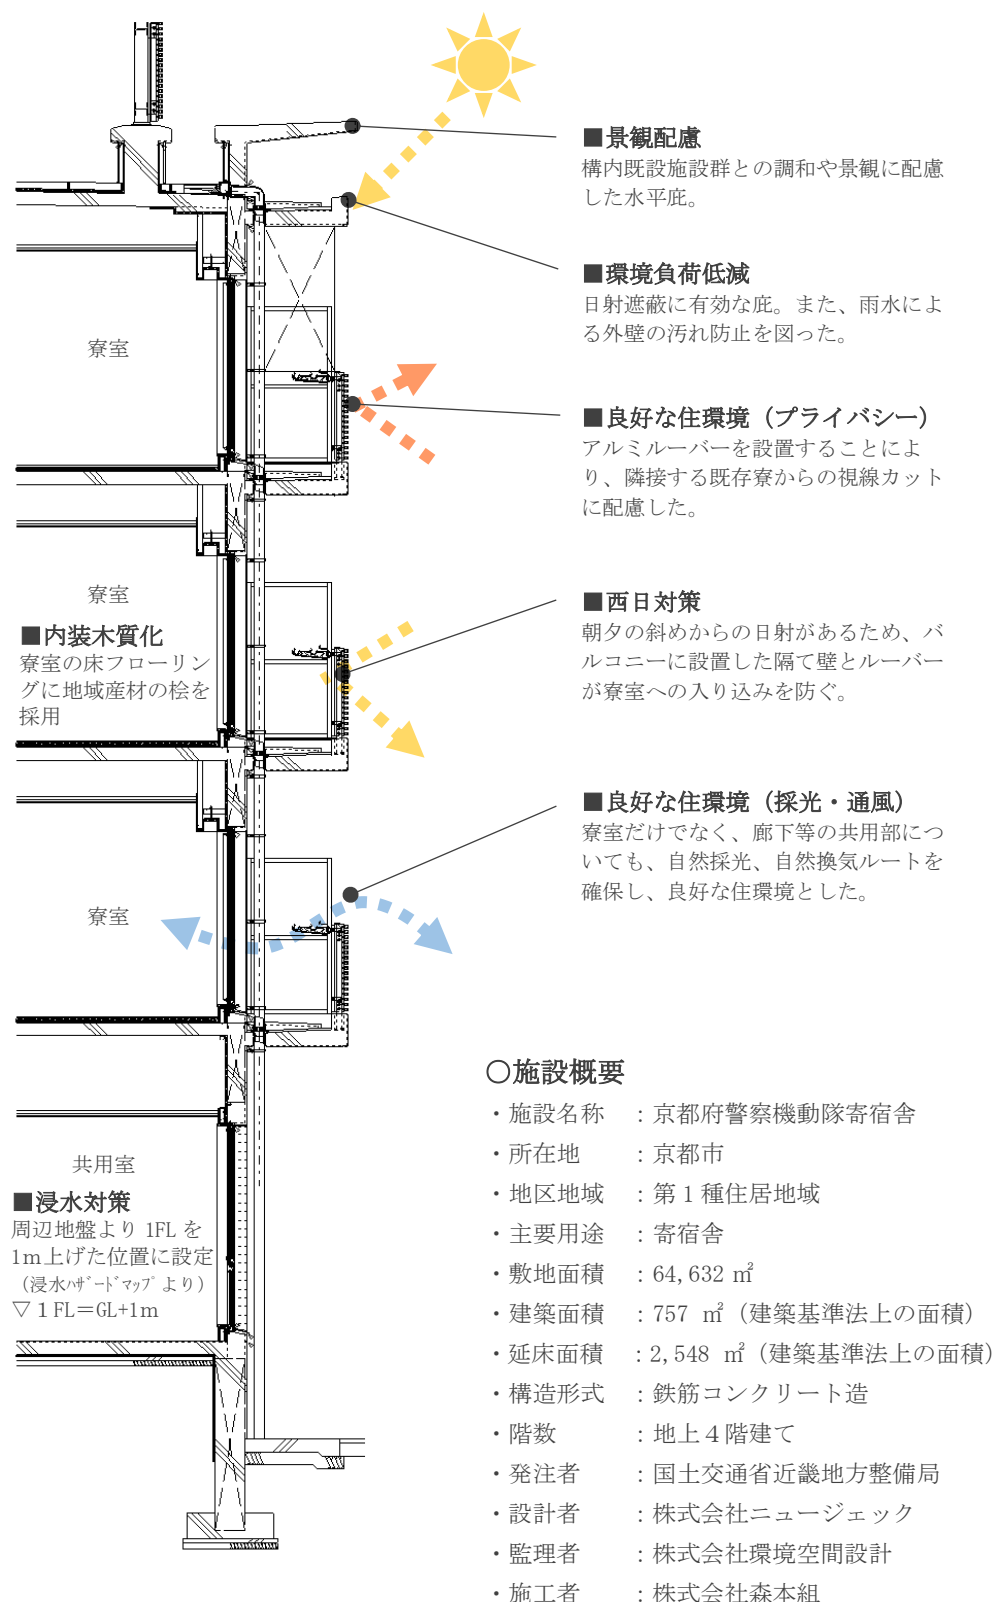 ■景観配慮
構内既設施設群との調和や景観に配慮
した水平庇。
■環境負荷低減
日射遮蔽に有効な庇。また、雨水によ
る外壁の汚れ防止を図った。
寮室
■良好な住環境（プライバシー）
アルミルーバーを設置することによ
り、隣接する既存寮からの視線カット
に配慮した。
寮室
■内装木質化
寮室の床フローリン
グに地域産材の桧を
採用
■西日対策
朝夕の斜めからの日射があるため、バ
ルコニーに設置した隔て壁とルーバー
が寮室への入り込みを防ぐ。
■良好な住環境（採光・通風）
寮室だけでなく、廊下等の共用部につ
いても、自然採光、自然換気ルートを
確保し、良好な住環境とした。
寮室
共用室
■浸水対策
周辺地盤より 1FL を
1m上げた位置に設定
（浸水ﾊｻﾞｰﾄﾞﾏｯﾌﾟより）
▽１FL＝GL+1m
○施設概要
・施設名称　：京都府警察機動隊寄宿舎
・所在地　　：京都市
・地区地域　：第１種住居地域
・主要用途　：寄宿舎
・敷地面積　：64,632 ㎡
・建築面積　：757 ㎡（建築基準法上の面積）
・延床面積　：2,548 ㎡（建築基準法上の面積）
・構造形式　：鉄筋コンクリート造
・階数　　　：地上４階建て
・発注者　　：国土交通省近畿地方整備局
・設計者　　：株式会社ニュージェック
・監理者　　：株式会社環境空間設計
・施工者　　：株式会社森本組